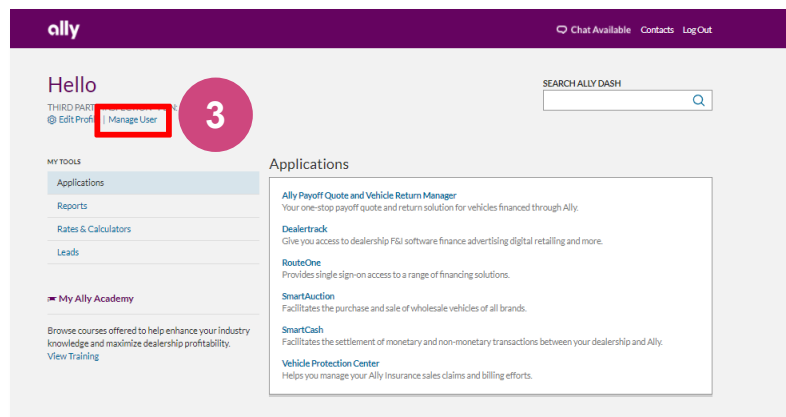 ally
Chat Available Contacts Log Out
Hello
SEARCH ALLY DASH
THIRD PART
Edit Profil | Manage User
3
MY TOOLS
Applications
Reports
Rates & Calculators
Leads
My Ally Academy
Browse courses offered to help enhance your industry
knowledge and maximize dealership profitability.
View Training
Applications
Ally Payoff Quote and Vehicle Return Manager
Your one-stop payoff quote and return solution for vehicles financed through Ally.
Dealertrack
Give you access to dealership F&I software finance advertising digital retailing and more.
RouteOne
Provides single sign-on access to a range of financing solutions.
SmartAuction
Facilitates the purchase and sale of wholesale vehicles of all brands.
SmartCash
Facilitates the settlement of monetary and non-monetary transactions between your dealership and Ally.
Vehicle Protection Center
Helps you manage your Ally Insurance sales claims and billing efforts.